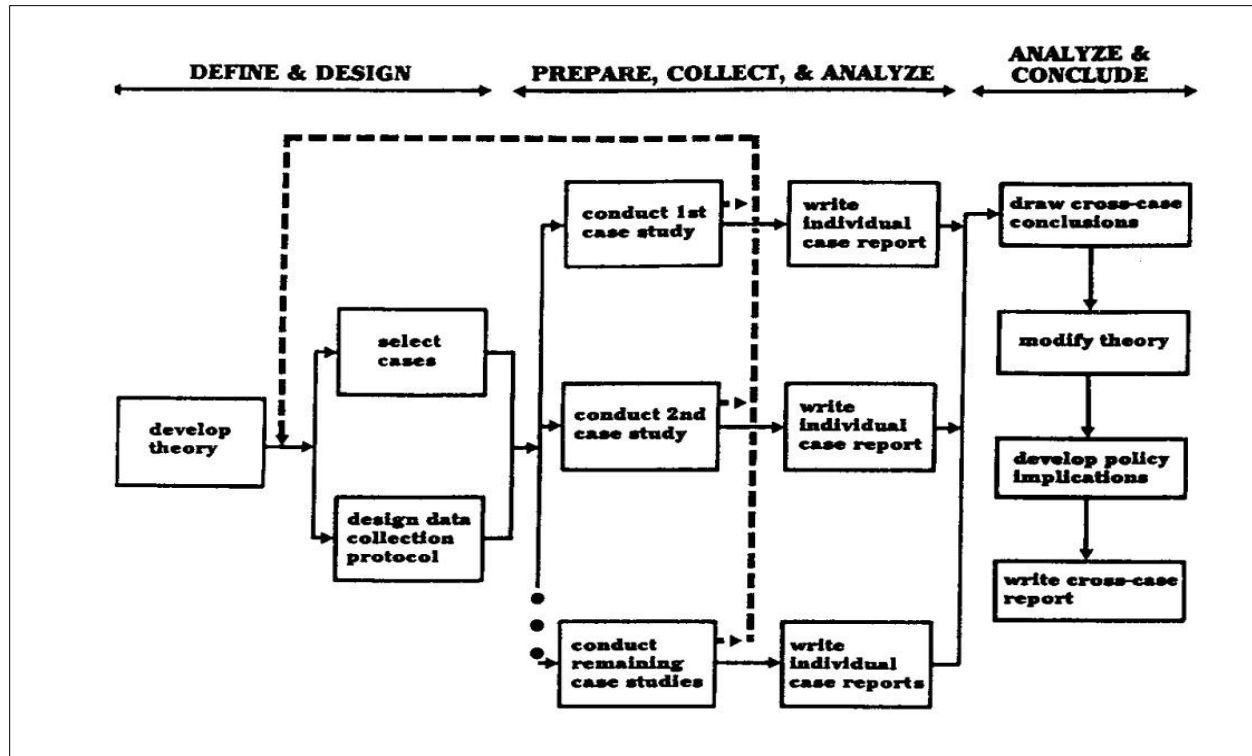 DEFINE & DESIGN
PREPARE, COLLECT, & ANALYZE
ANALYZE &
CONCLUDE
develop
theory
select
cases
design data
collection
protocol
conduct 1st
case study
write
individual
case report
conduct 2nd
case study
write
individual
case report
conduct
remaining
case studies
write
individual
case reports
draw cross-case
conclusions
modify theory
develop policy
implications
write cross-case
report